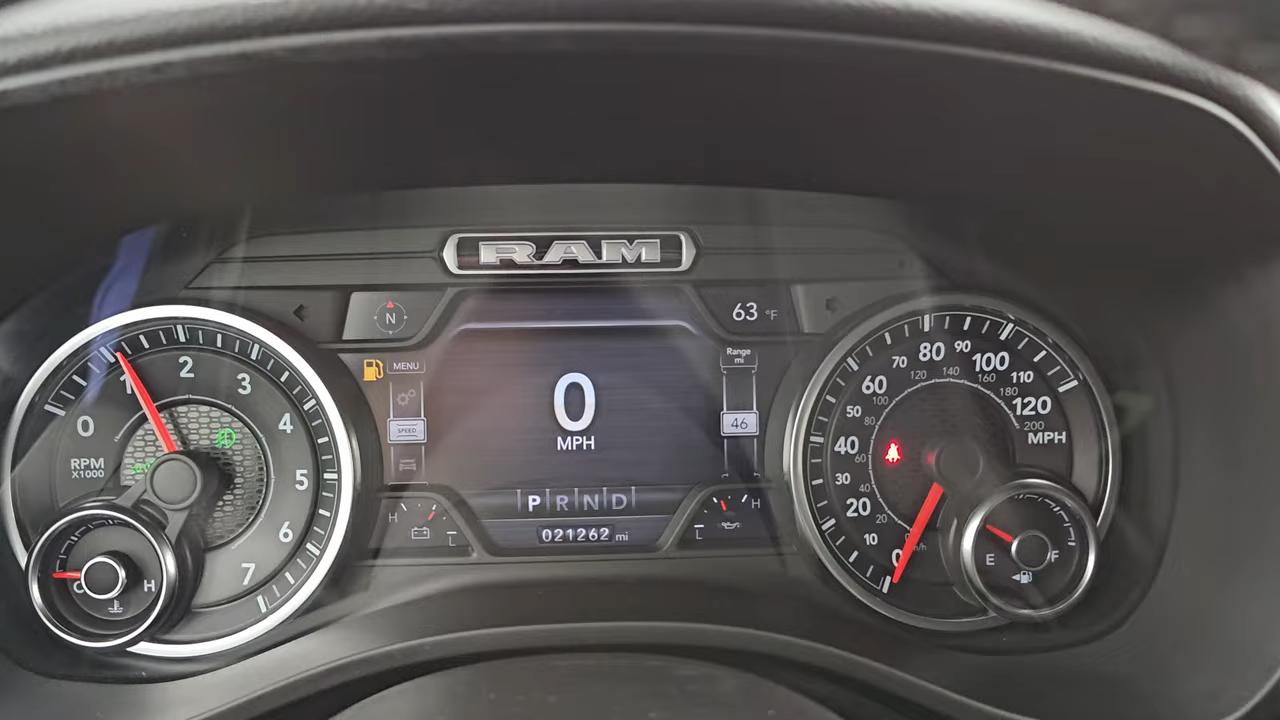 RAM
N
63 °F
MENU
SPEED
Range
mi
46
0
MPH
P R N D
021262 mi
H
L
H
L
0 1 2 3 4 5 6 7
RPM
X1000
C H
0 10 20 30 40 50 60 70 80 90 100 110 120
MPH
20 40 60 80 100 120 140 160 180 200
E F